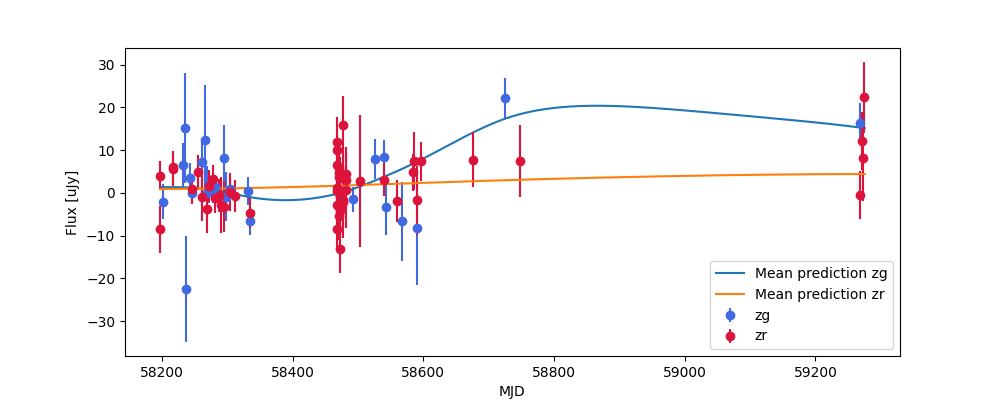 30
20
10
0
−10
−20
−30
Flux [uJy]
58200 58400 58600 58800 59000 59200
MJD
Mean prediction zg
Mean prediction zr
zg
zr